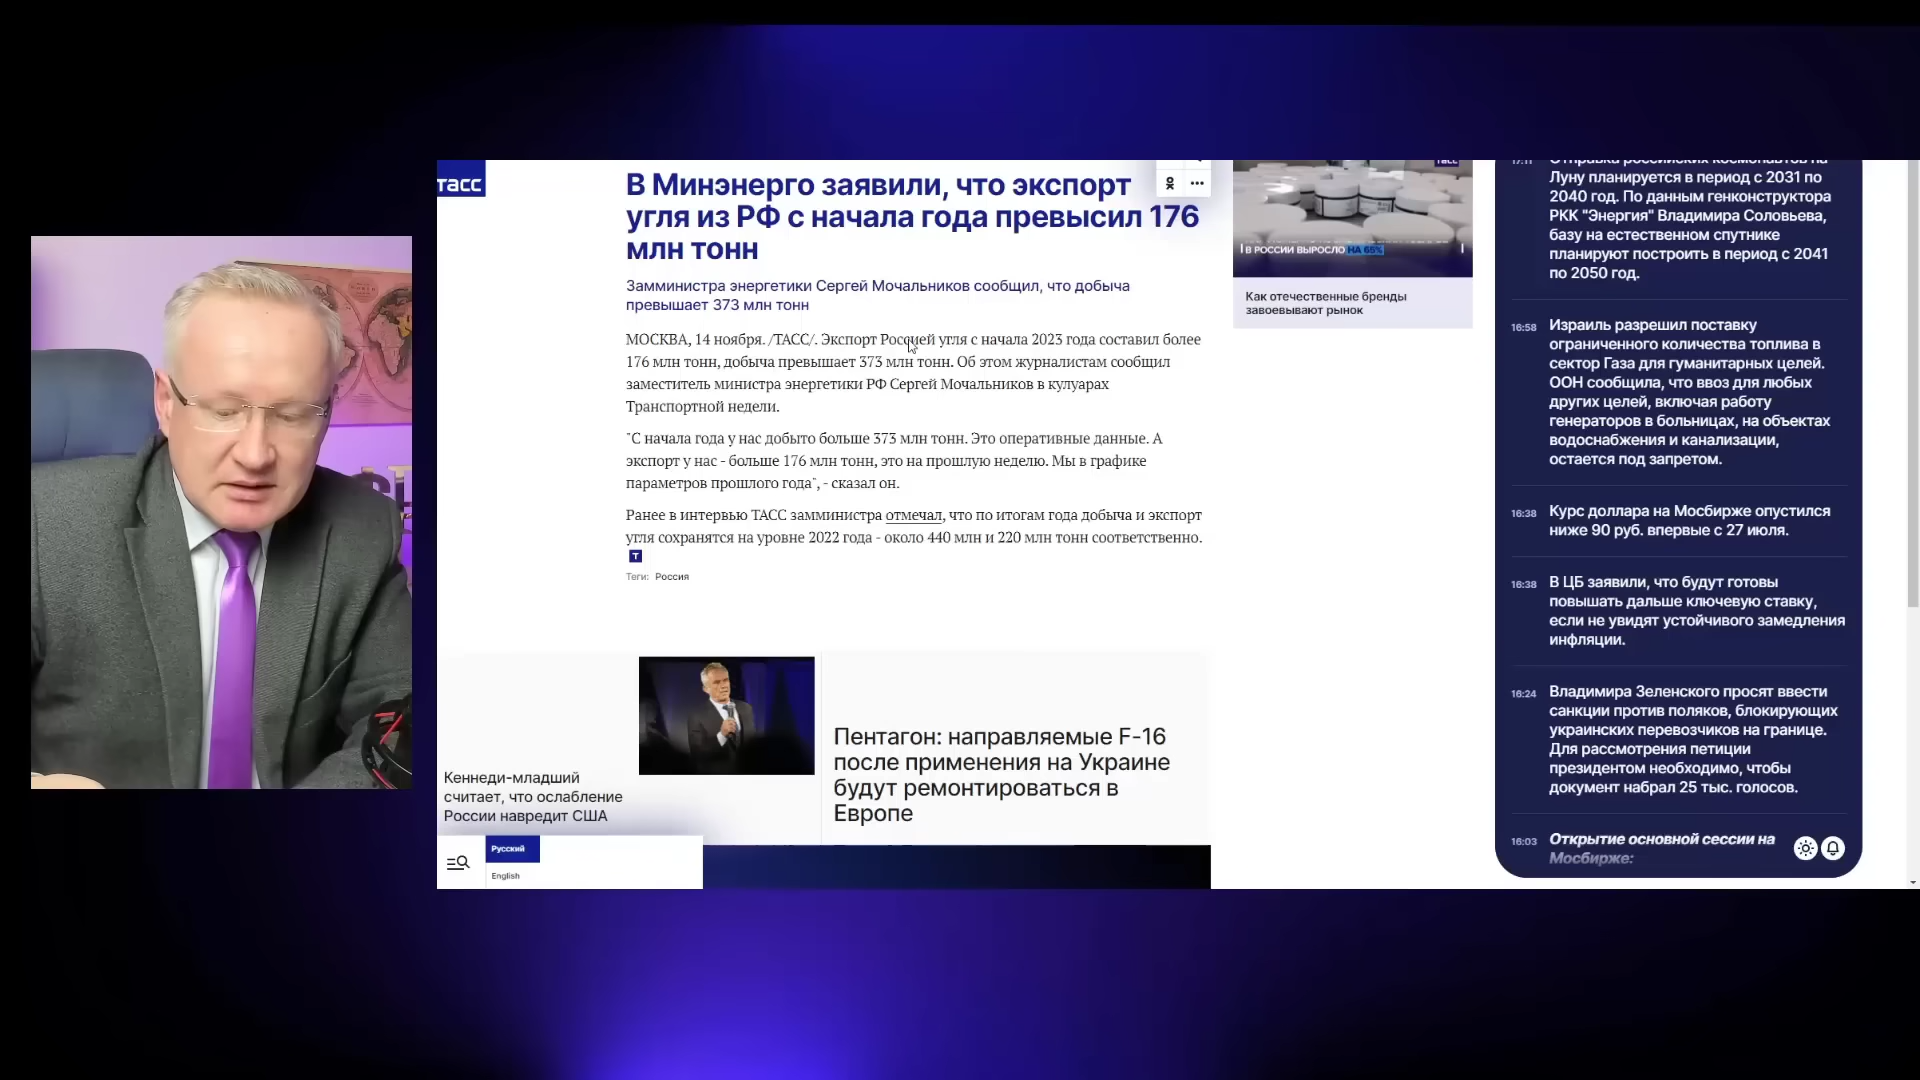 тасс
В Минэнерго заявили, что экспорт
угля из РФ с начала года превысил 176
млн тонн
Замминистра энергетики Сергей Мочальников сообщил, что добыча
превышает 373 млн тонн
МОСКВА, 14 ноября. /ТАСС/. Экспорт Россией угля с начала 2023 года составил более
176 млн тонн, добыча превышает 373 млн тонн. Об этом журналистам сообщил
заместитель министра энергетики РФ Сергей Мочальников в кулуарах
Транспортной недели.
"С начала года у нас добыто больше 373 млн тонн. Это оперативные данные. А
экспорт у нас - больше 176 млн тонн, это на прошлую неделю. Мы в графике
параметров прошлого года", - сказал он.
Ранее в интервью ТАСС замминистра отмечал, что по итогам года добыча и экспорт
угля сохранятся на уровне 2022 года - около 440 млн и 220 млн тонн соответственно.
Т
Теги: Россия
Кеннеди-младший
считает, что ослабление
России навредит США
Пентагон: направляемые F-16
после применения на Украине
будут ремонтироваться в
Европе
Русский
English
тасс
В РОССИИ ВЫРОСЛО НА 65%
Как отечественные бренды
завоевывают рынок
17:11 Отправка российских космонавтов на
Луну планируется в период с 2031 по
2040 год. По данным генконструктора
РКК "Энергия" Владимира Соловьева,
базу на естественном спутнике
планируют построить в период с 2041
по 2050 год.
16:58 Израиль разрешил поставку
ограниченного количества топлива в
сектор Газа для гуманитарных целей.
ООН сообщила, что ввоз для любых
других целей, включая работу
генераторов в больницах, на объектах
водоснабжения и канализации,
остается под запретом.
16:38 Курс доллара на Мосбирже опустился
ниже 90 руб. впервые с 27 июля.
16:38 В ЦБ заявили, что будут готовы
повышать дальше ключевую ставку,
если не увидят устойчивого замедления
инфляции.
16:24 Владимира Зеленского просят ввести
санкции против поляков, блокирующих
украинских перевозчиков на границе.
Для рассмотрения петиции
президентом необходимо, чтобы
документ набрал 25 тыс. голосов.
16:03 Открытие основной сессии на
Мосбирже: